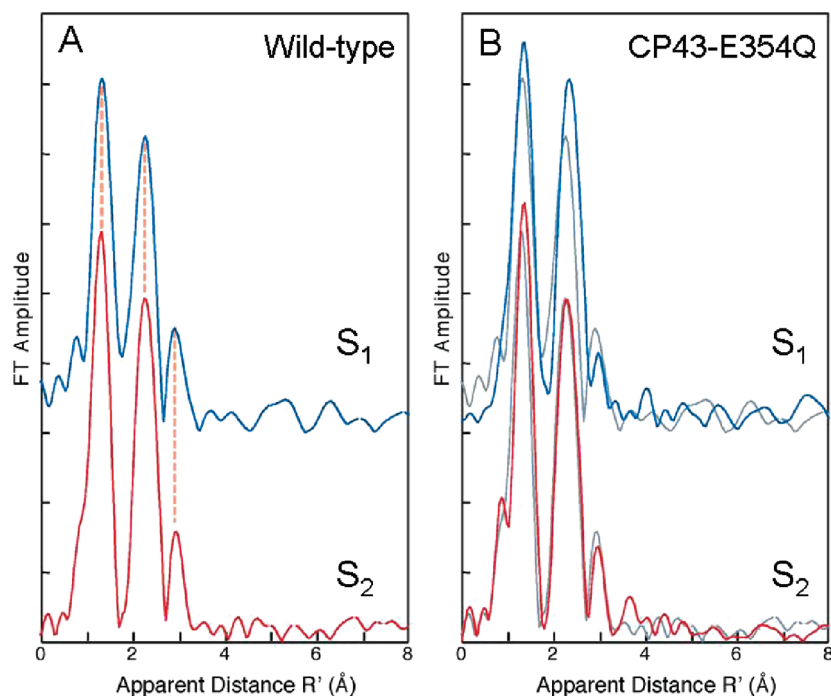 A Wild-type
FT Amplitude
S1
S2
0 2 4 6 8
Apparent Distance R' (Å)
B CP43-E354Q
FT Amplitude
S1
S2
0 2 4 6 8
Apparent Distance R' (Å)